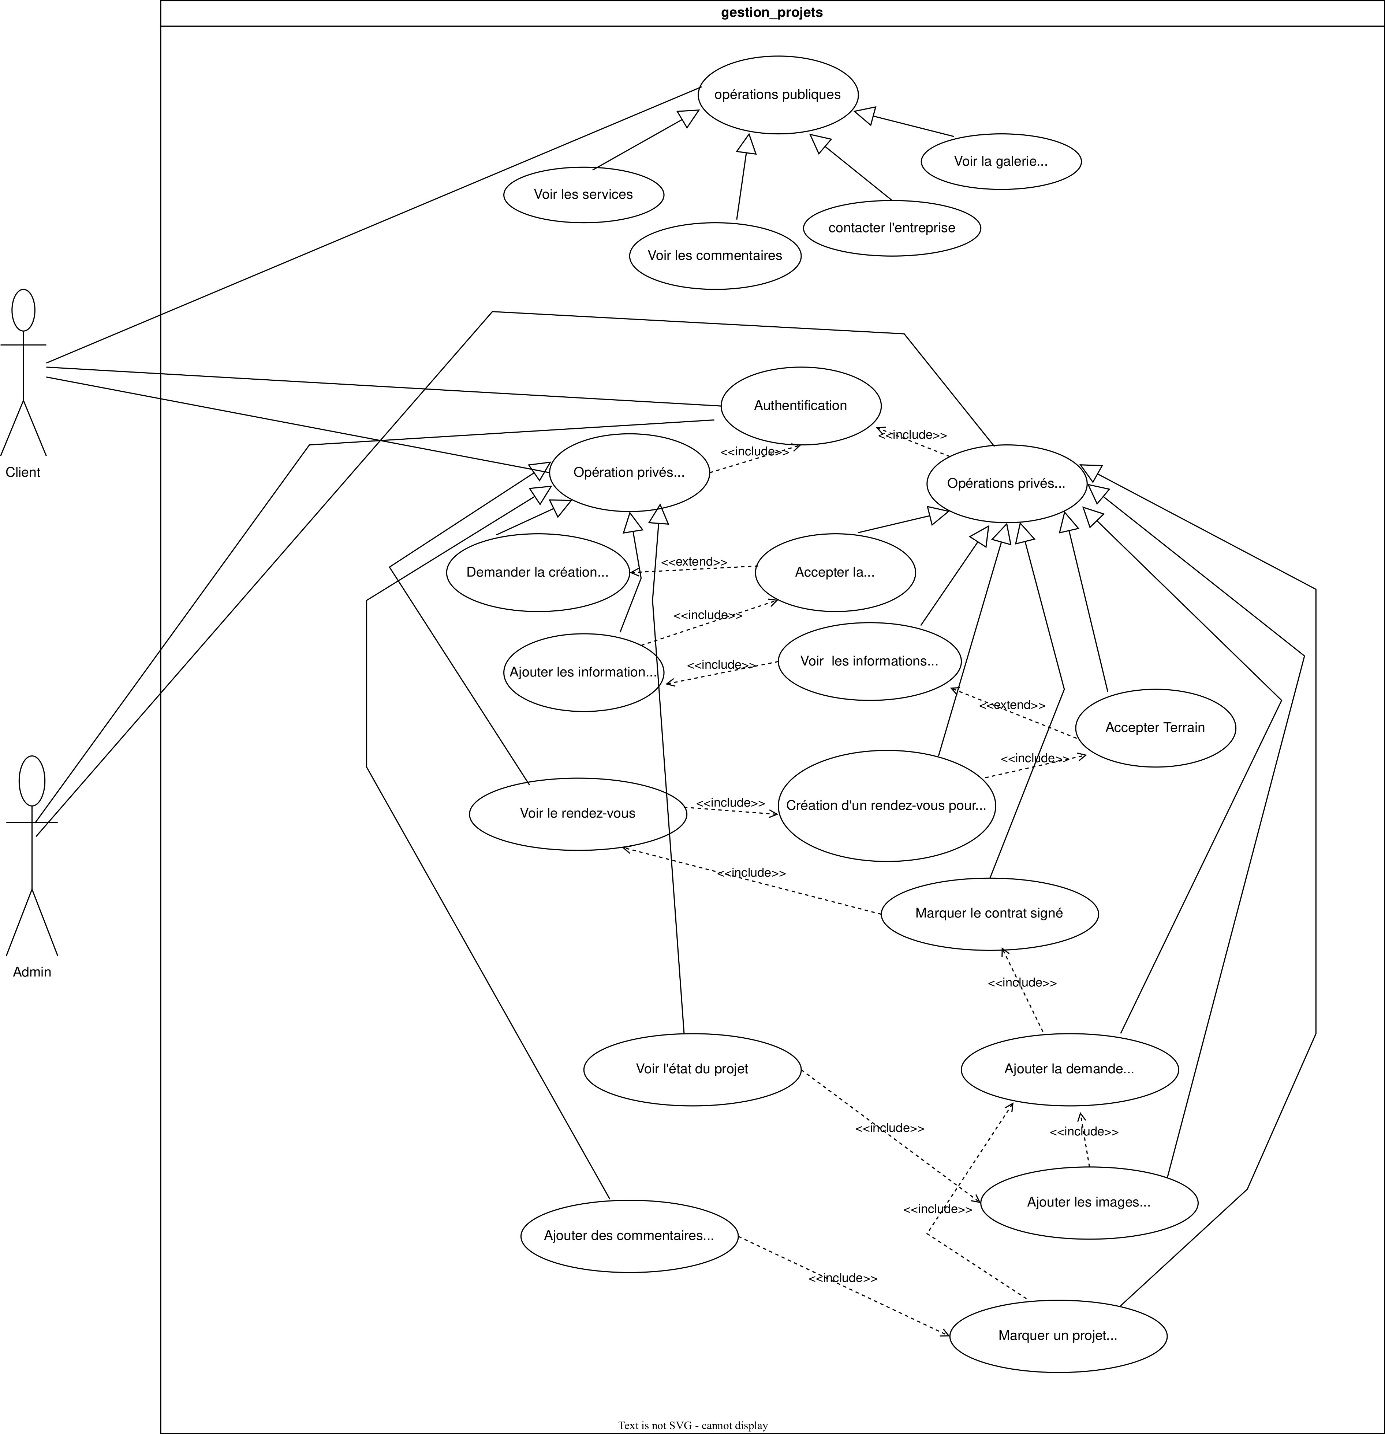 gestion_projets
opérations publiques
Voir la galerie...
Voir les services
contacter l'entreprise
Voir les commentaires
Client
Authentification
<<include>>
<<include>>
Opération privés...
Opérations privés...
<<extend>>
Demander la création...
Accepter la...
<<include>>
Ajouter les information...
<<include>>
Voir  les informations...
<<extend>>
Accepter Terrain
<<include>>
Voir le rendez-vous
<<include>>
Création d'un rendez-vous pour...
<<include>>
Marquer le contrat signé
Admin
<<include>>
Voir l'état du projet
Ajouter la demande...
<<include>>
<<include>>
Ajouter les images...
<<include>>
Ajouter des commentaires...
<<include>>
Marquer un projet...
Text is not SVG - cannot display